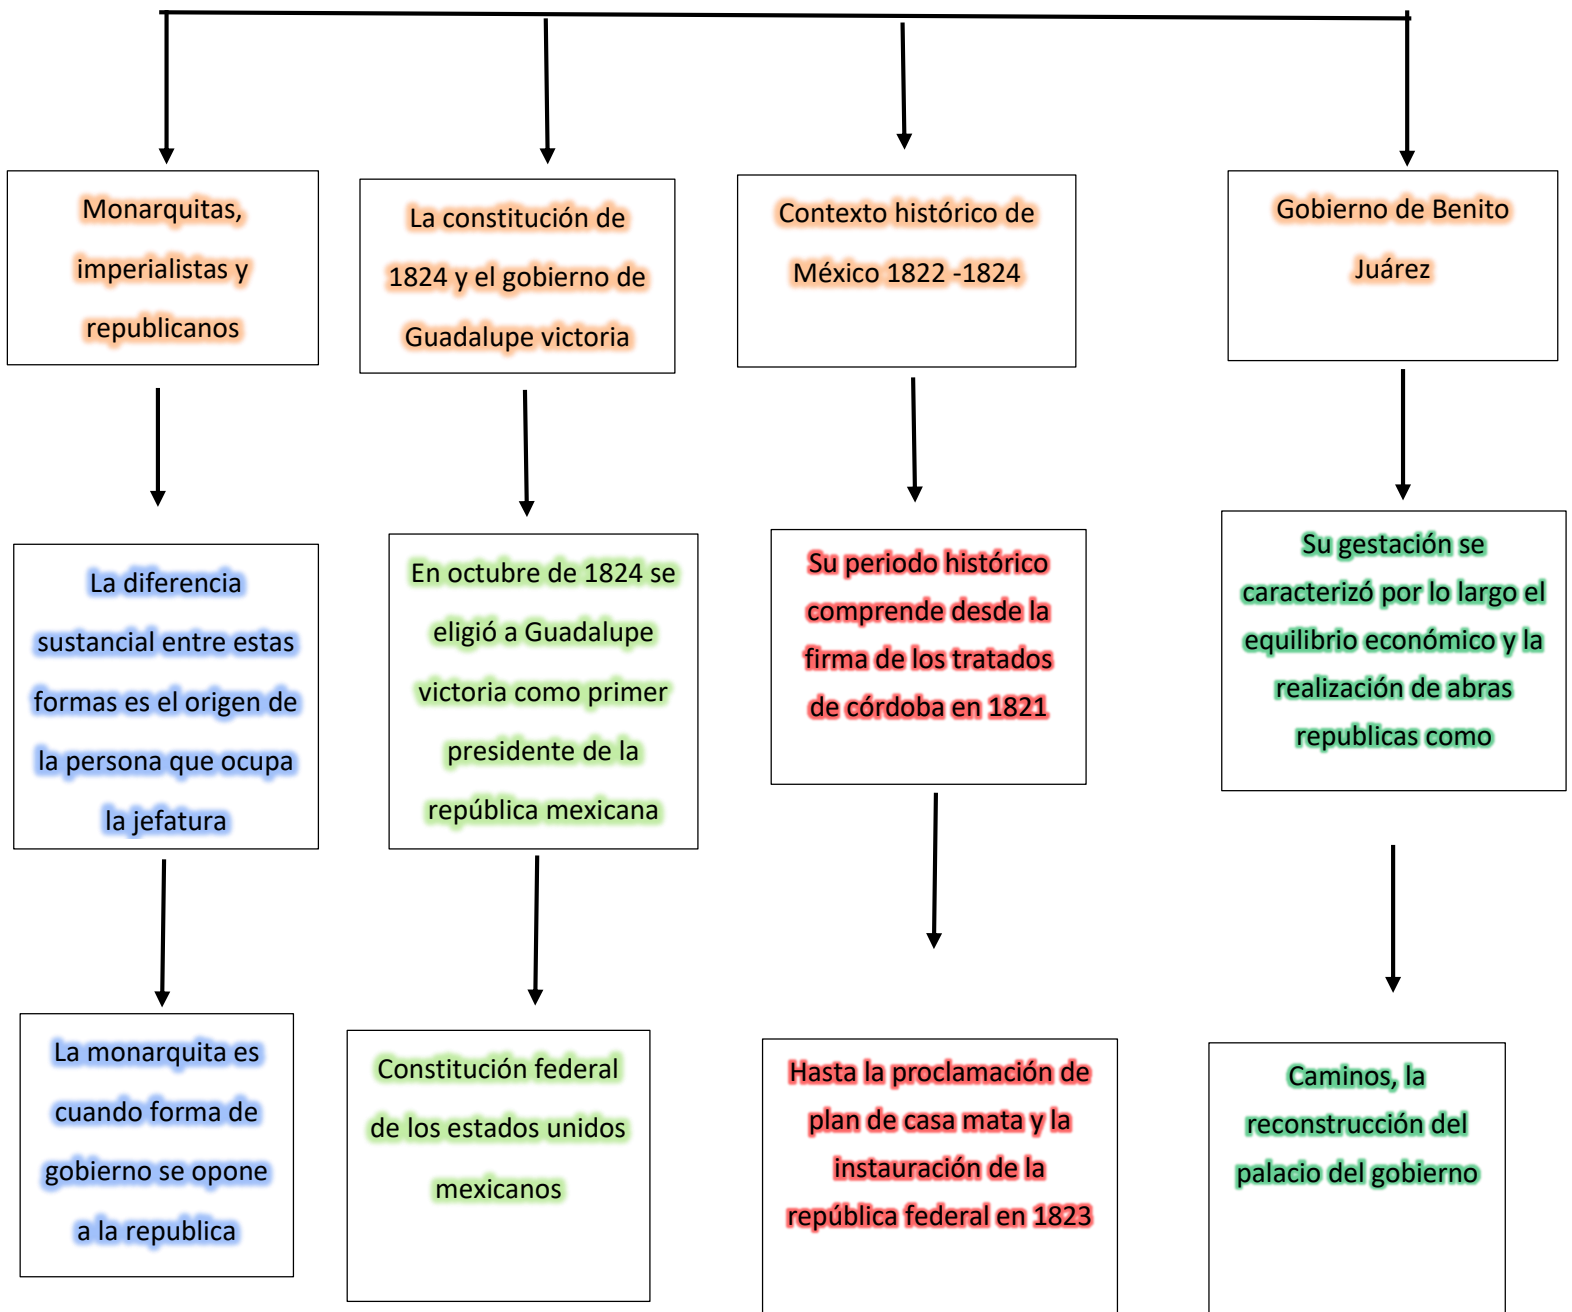 Monarquitas,
imperialistas y
republicanos
La constitución de
1824 y el gobierno de
Guadalupe victoria
Contexto histórico de
México 1822 -1824
Gobierno de Benito
Juárez
La diferencia
sustancial entre estas
formas es el origen de
la persona que ocupa
la jefatura
En octubre de 1824 se
eligió a Guadalupe
victoria como primer
presidente de la
república mexicana
Su periodo histórico
comprende desde la
firma de los tratados
de córdoba en 1821
Su gestación se
caracterizó por lo largo el
equilibrio económico y la
realización de abras
republicas como
La monarquita es
cuando forma de
gobierno se opone
a la republica
Constitución federal
de los estados unidos
mexicanos
Hasta la proclamación de
plan de casa mata y la
instauración de la
república federal en 1823
Caminos, la
reconstrucción del
palacio del gobierno